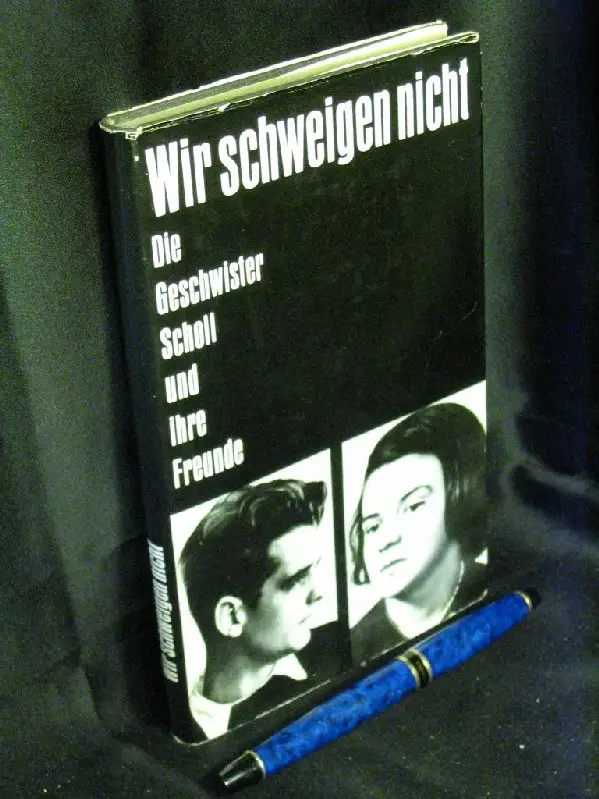 Wir schweigen nicht
Die
Geschwister
Scholl
und
ihre
Freunde
Wir schweigen nicht